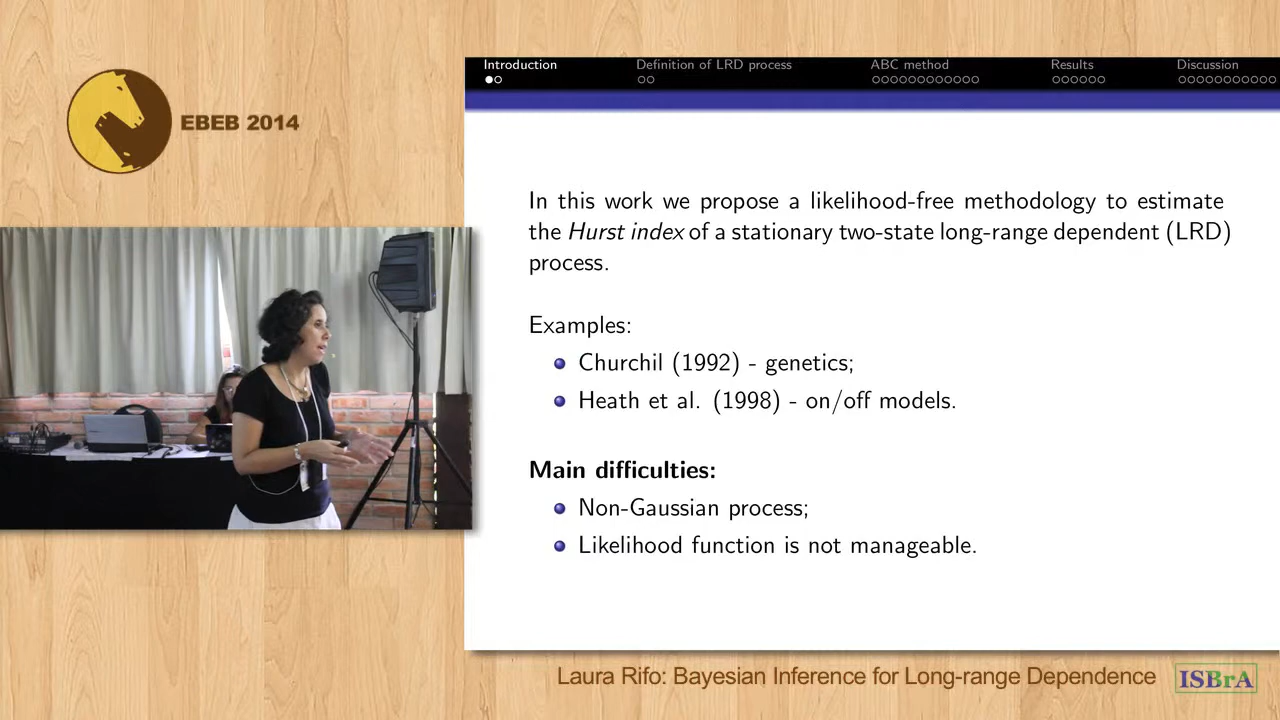 Introduction
Definition of LRD process
ABC method
Results
Discussion
EBEB 2014
In this work we propose a likelihood-free methodology to estimate
the Hurst index of a stationary two-state long-range dependent (LRD)
process.
Examples:
Churchil (1992) - genetics;
Heath et al. (1998) - on/off models.
Main difficulties:
Non-Gaussian process;
Likelihood function is not manageable.
Laura Rifo: Bayesian Inference for Long-range Dependence
ISBrA